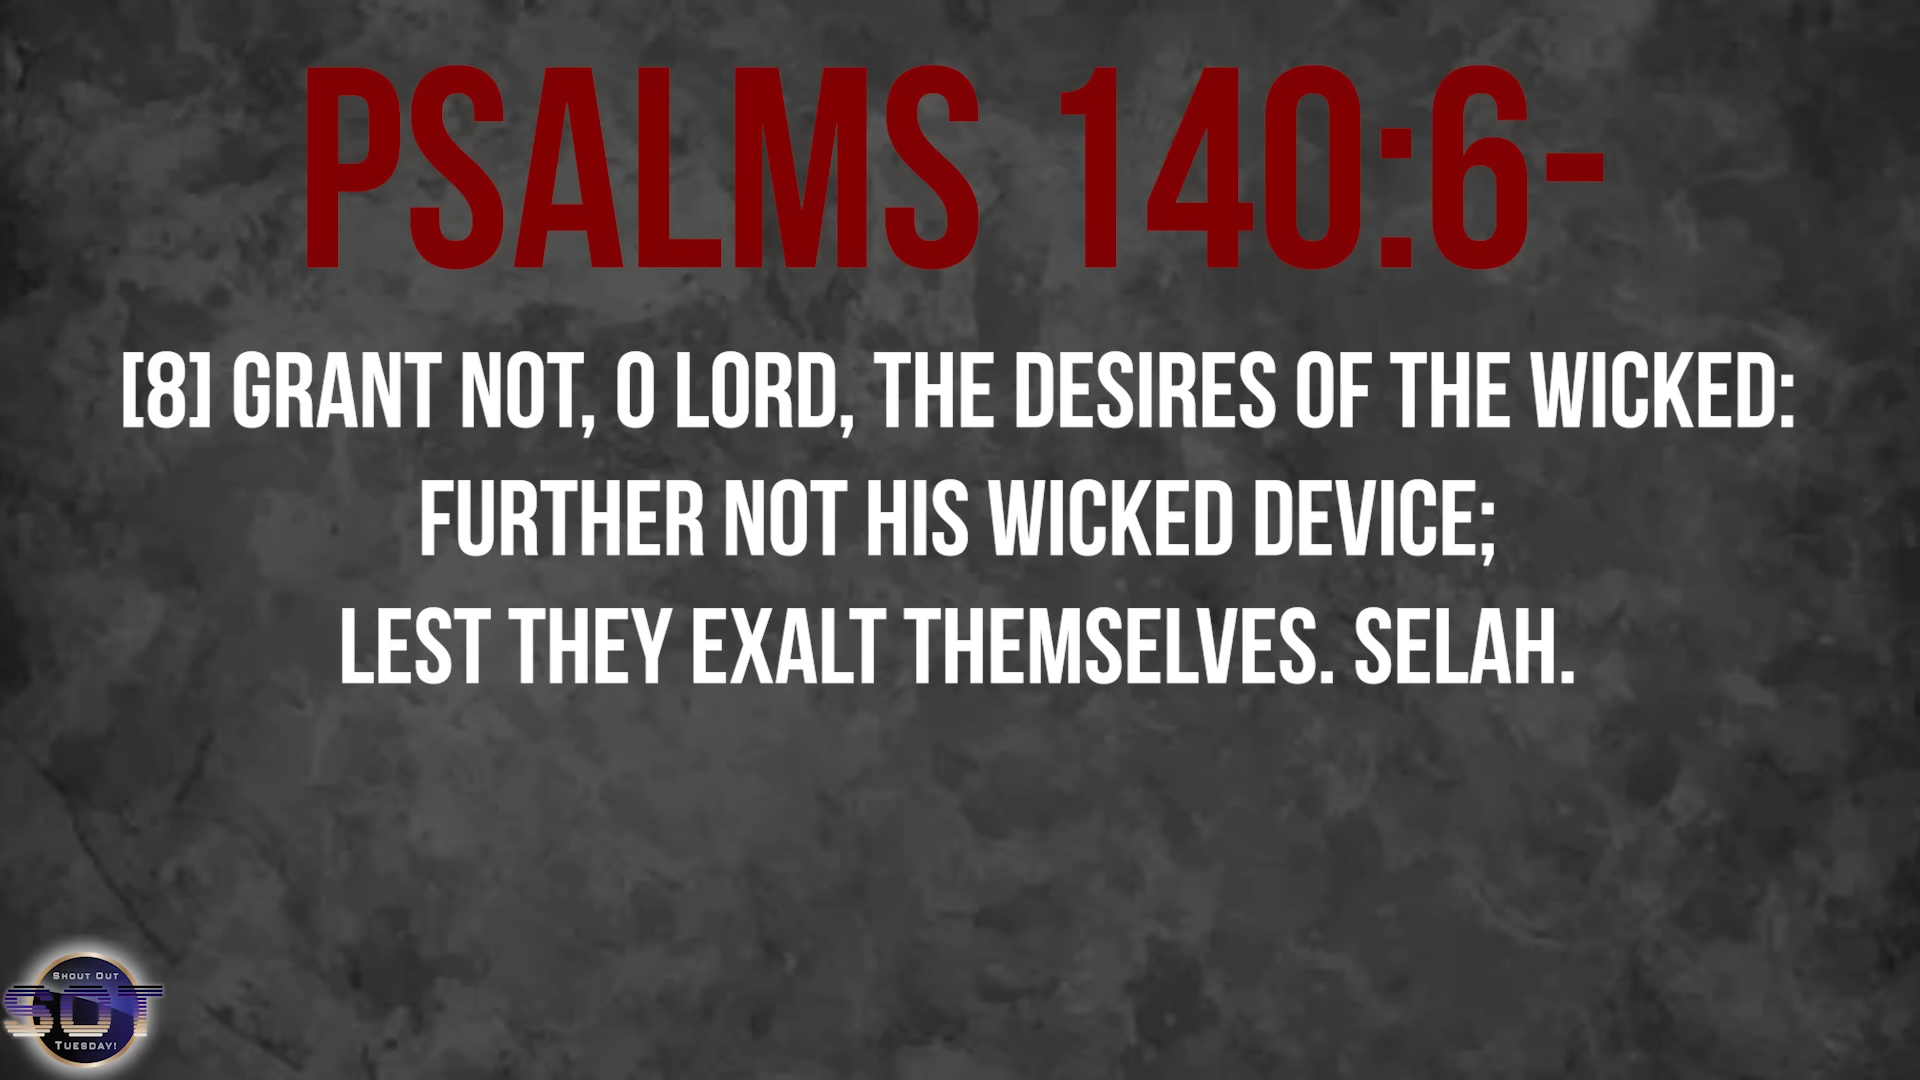 PSALMS 140:6-
[8] GRANT NOT, O LORD, THE DESIRES OF THE WICKED:
FURTHER NOT HIS WICKED DEVICE;
LEST THEY EXALT THEMSELVES. SELAH.
SHOUT OUT
SOT
TUESDAY!